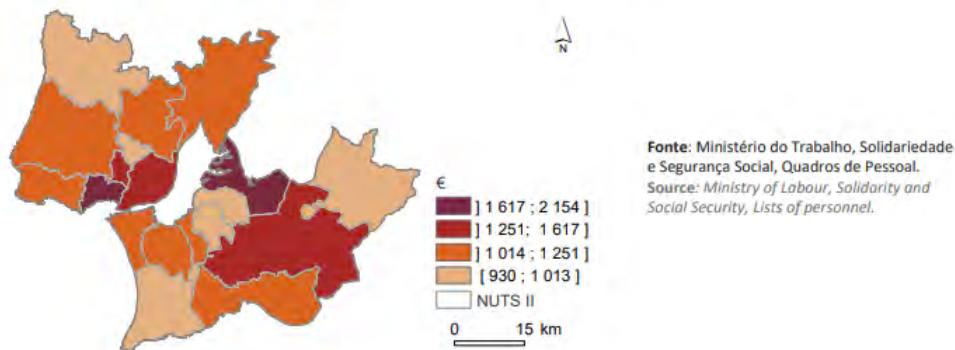 N
Fonte: Ministério do Trabalho, Solidariedade
e Segurança Social, Quadros de Pessoal.
Source: Ministry of Labour, Solidarity and
Social Security, Lists of personnel.
€
] 1 617 ; 2 154 ]
] 1 251; 1 617 ]
] 1 014 ; 1 251 ]
[ 930 ; 1 013 ]
NUTS II
0 15 km